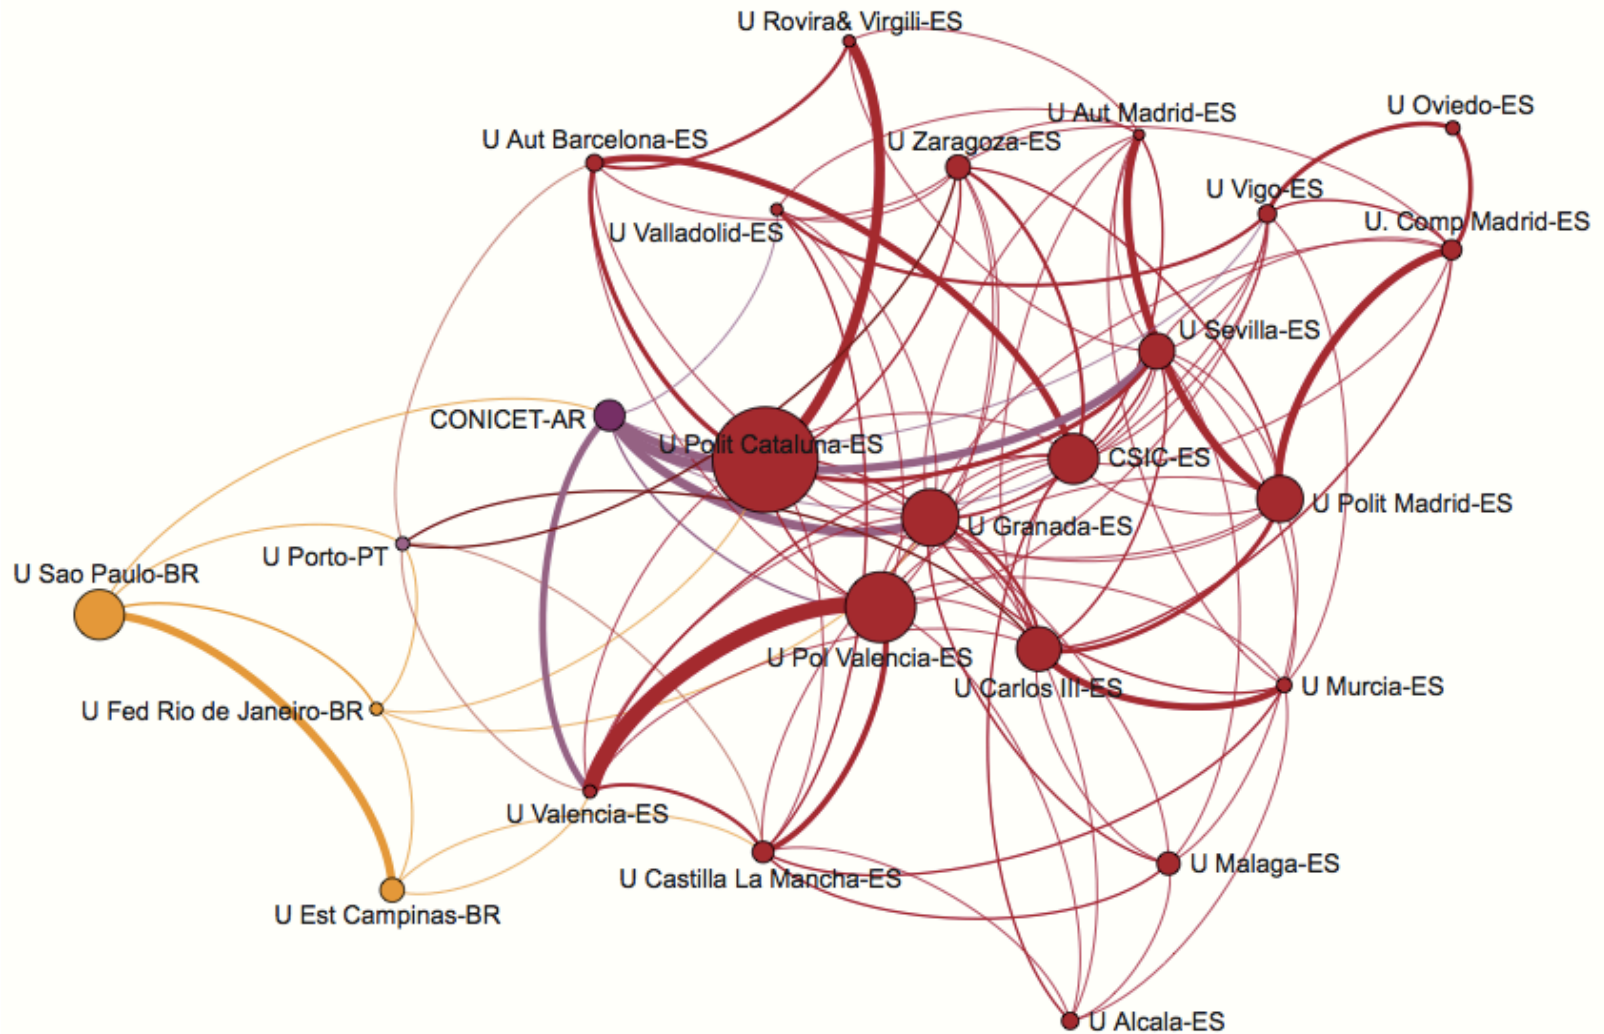 U Rovira& Virgili-ES
U Oviedo-ES
U Aut Madrid-ES
U Aut Barcelona-ES
U Zaragoza-ES
U Vigo-ES
U. Comp Madrid-ES
U Valladolid-ES
U Sevilla-ES
CONICET-AR
U Polit Cataluna-ES
CSIC-ES
U Polit Madrid-ES
U Granada-ES
U Porto-PT
U Sao Paulo-BR
U Pol Valencia-ES
U Carlos III-ES
U Murcia-ES
U Fed Rio de Janeiro-BR
U Valencia-ES
U Malaga-ES
U Castilla La Mancha-ES
U Est Campinas-BR
U Alcala-ES